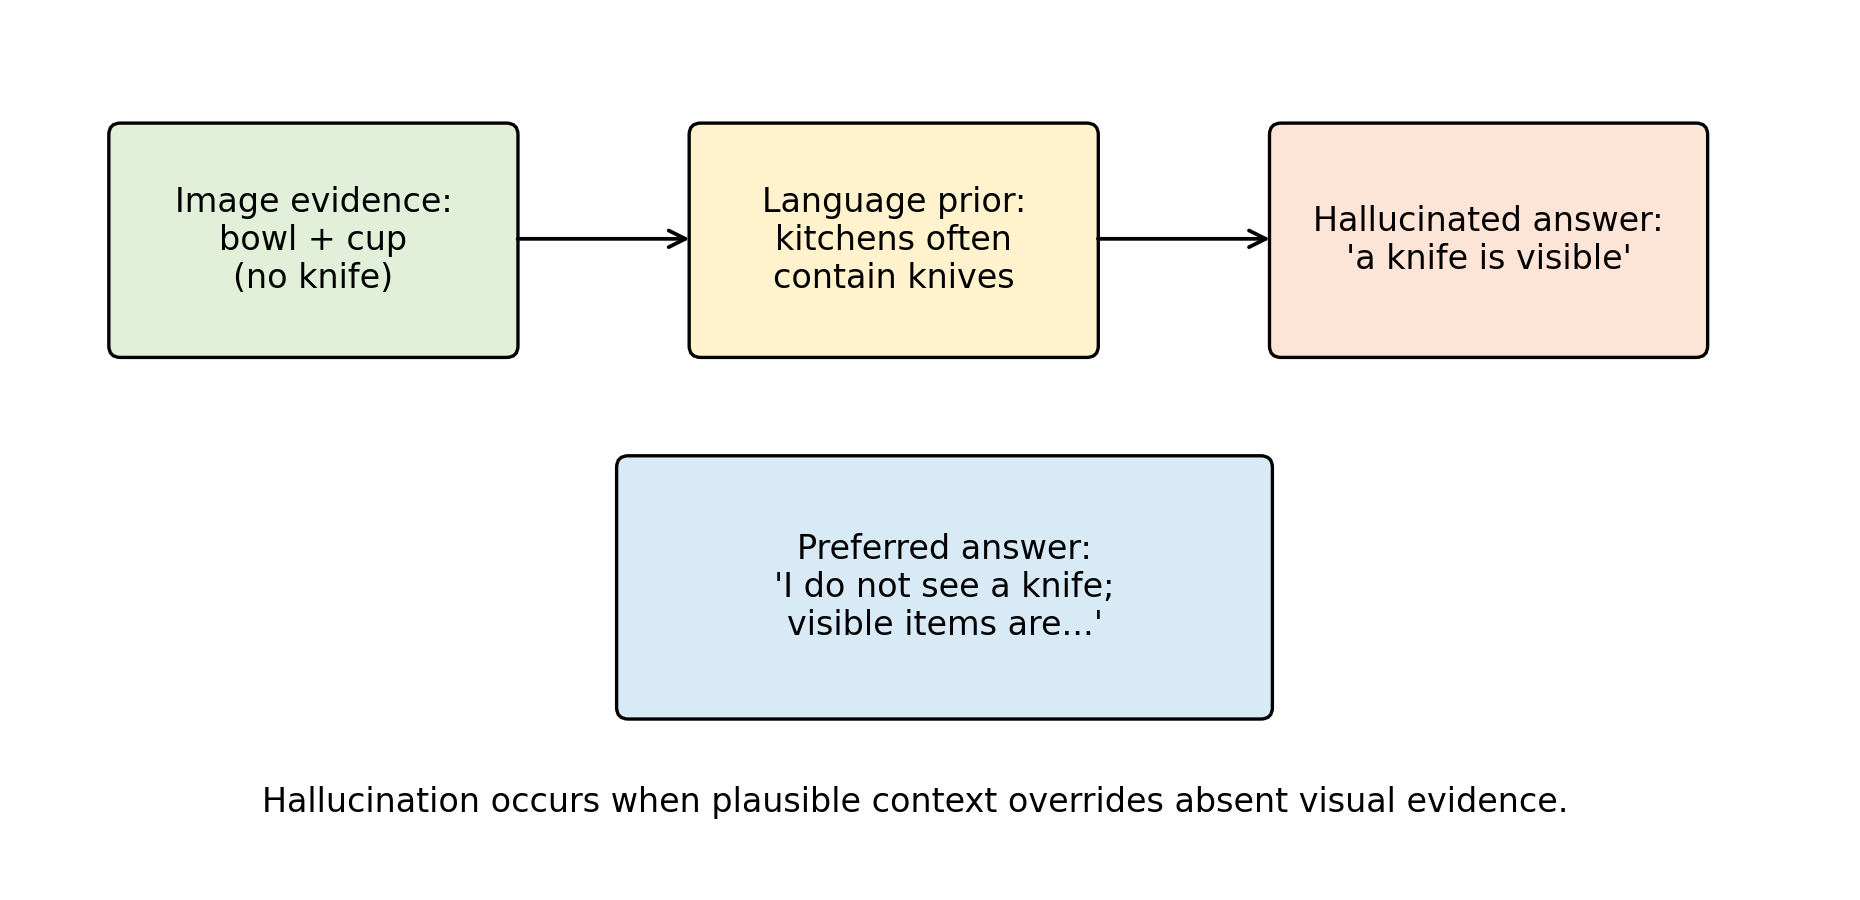 Image evidence:
bowl + cup
(no knife)
Language prior:
kitchens often
contain knives
Hallucinated answer:
'a knife is visible'
Preferred answer:
'I do not see a knife;
visible items are...'
Hallucination occurs when plausible context overrides absent visual evidence.